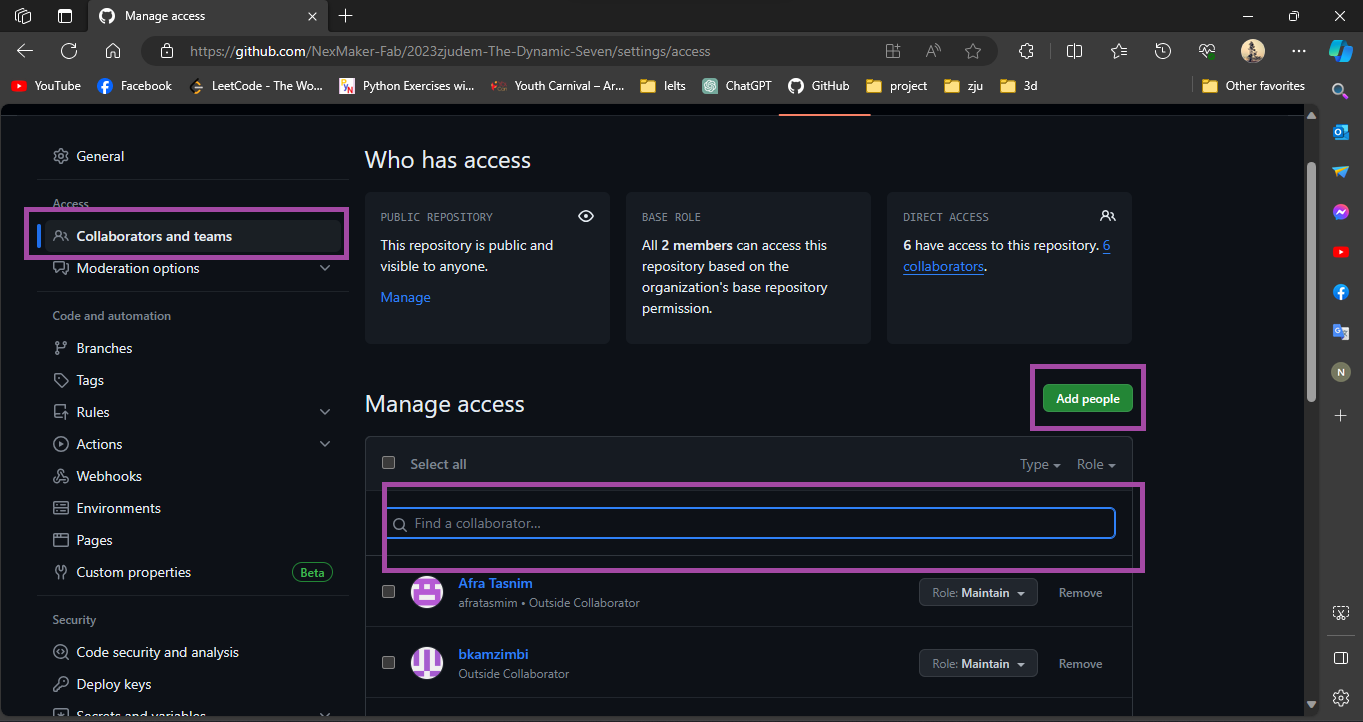 Manage access
https://github.com/NexMaker-Fab/2023zjudem-The-Dynamic-Seven/settings/access
YouTube
Facebook
LeetCode - The Wo...
Python Exercises wi...
Youth Carnival – Ar...
Ielts
ChatGPT
GitHub
project
zju
3d
Other favorites
General
Access
Collaborators and teams
Moderation options
Code and automation
Branches
Tags
Rules
Actions
Webhooks
Environments
Pages
Custom properties
Beta
Security
Code security and analysis
Deploy keys
Secrets and variables
Who has access
PUBLIC REPOSITORY
This repository is public and
visible to anyone.
Manage
BASE ROLE
All 2 members can access this
repository based on the
organization's base repository
permission.
DIRECT ACCESS
6 have access to this repository. 6
collaborators.
Manage access
Add people
Select all
Type
Role
Find a collaborator...
Afra Tasnim
afratasmim • Outside Collaborator
Role: Maintain
Remove
bkamzimbi
Outside Collaborator
Role: Maintain
Remove
N